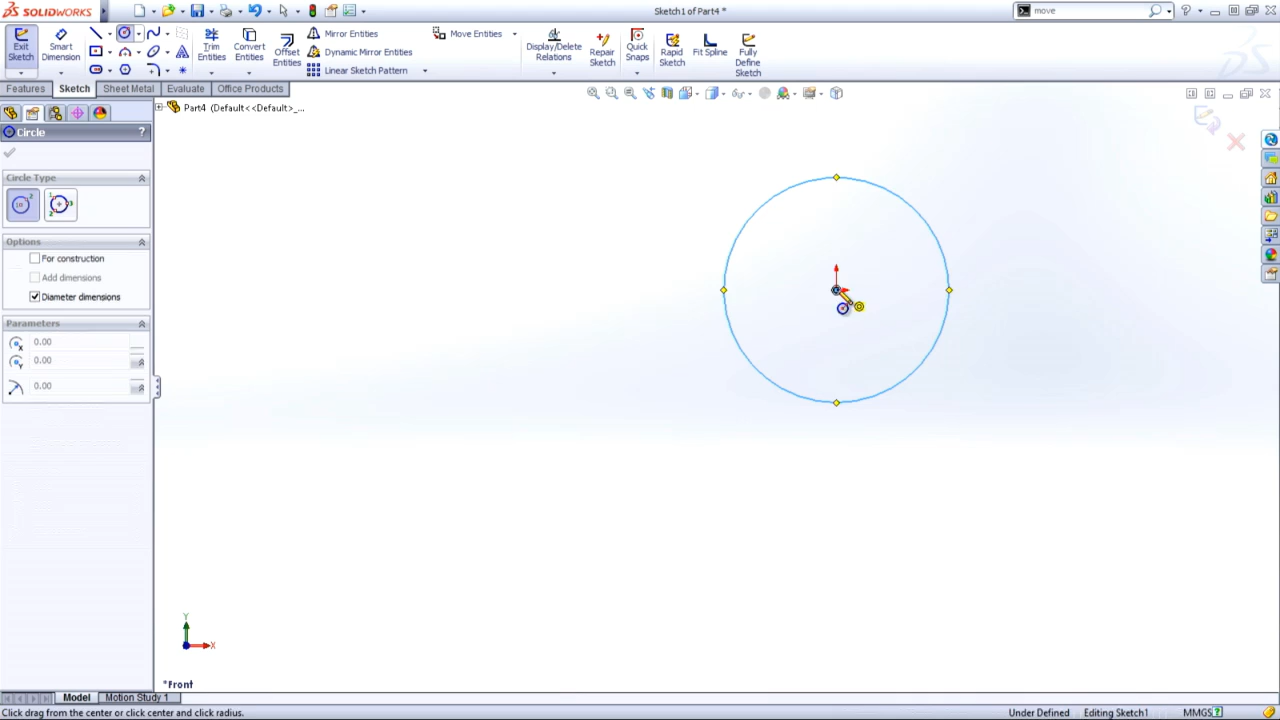 SOLIDWORKS
Sketch1 of Part4 *
move
Exit Sketch
Smart Dimension
Trim Entities
Convert Entities
Offset Entities
Mirror Entities
Dynamic Mirror Entities
Linear Sketch Pattern
Move Entities
Display/Delete Relations
Repair Sketch
Quick Snaps
Rapid Sketch
Fit Spline
Fully Define Sketch
Features
Sketch
Sheet Metal
Evaluate
Office Products
Part4 (Default<<Default>_...
Circle
?
Circle Type
Options
For construction
Add dimensions
Diameter dimensions
Parameters
0.00
0.00
0.00
Y
X
*Front
Model
Motion Study 1
Click drag from the center or click center and click radius.
Under Defined
Editing Sketch1
MMGS